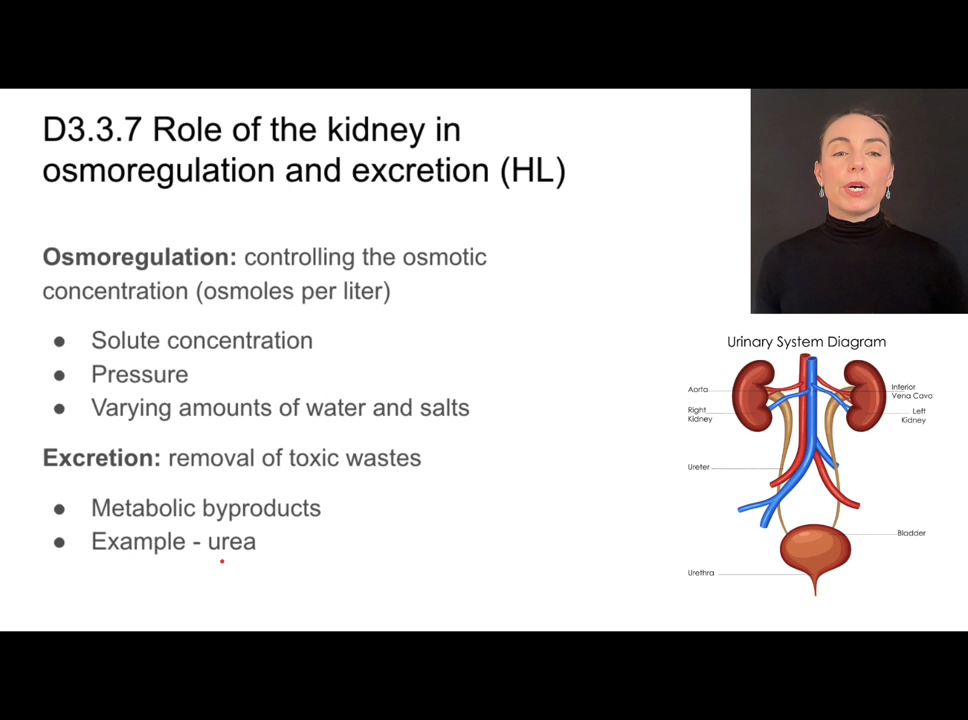 D3.3.7 Role of the kidney in
osmoregulation and excretion (HL)
Osmoregulation: controlling the osmotic
concentration (osmoles per liter)
● Solute concentration
● Pressure
● Varying amounts of water and salts
Excretion: removal of toxic wastes
● Metabolic byproducts
● Example - urea
Urinary System Diagram
Aorta
Inferior
Vena Cava
Right
Kidney
Left
Kidney
Ureter
Bladder
Urethra